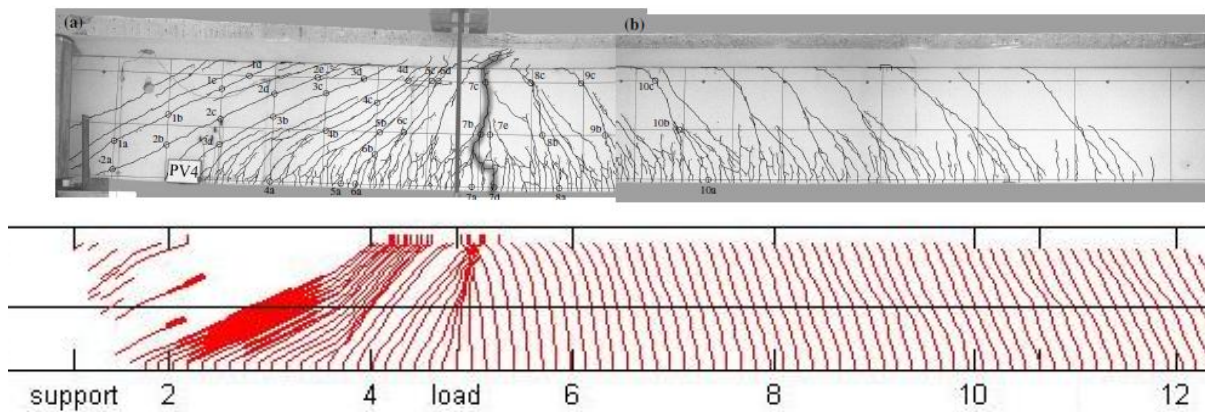 (a)
(b)
1d
1c
2e
2d
3d
3c
4d
5c
6d
7c
8c
9c
10c
1b
2c
3b
4c
5b
6c
4b
7b
7e
8b
9b
10b
1a
2b
3a
6b
2a
PV4
4a
5a
6a
7a
7d
8a
10a
support 2 4 load 6 8 10 12